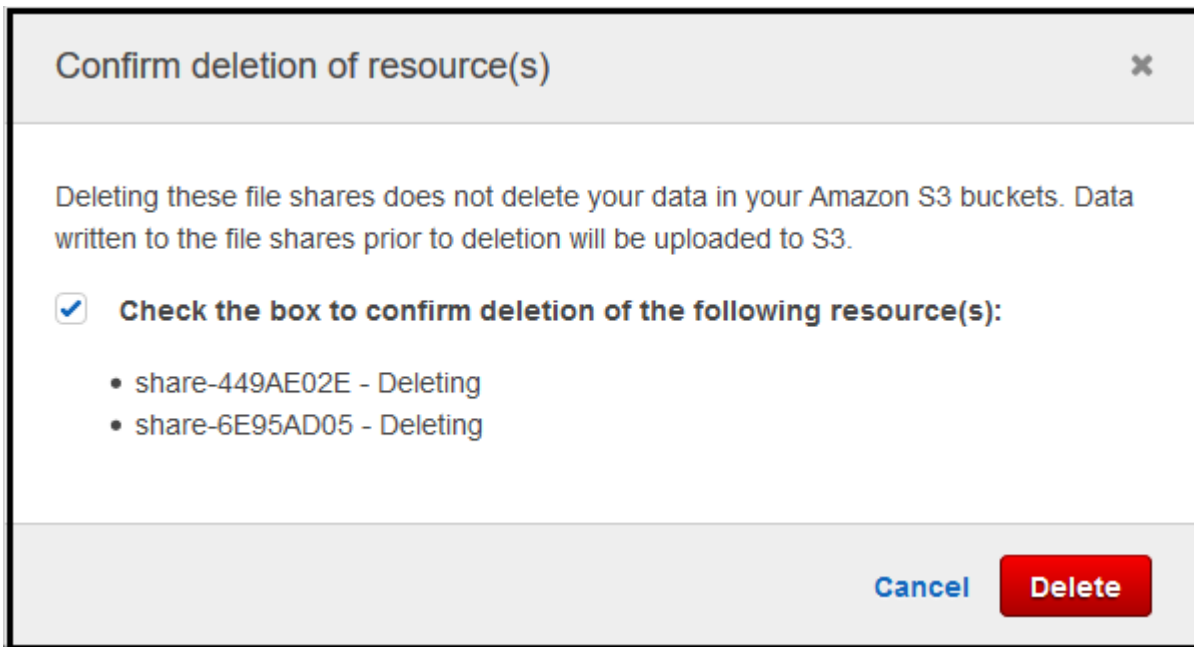 Confirm deletion of resource(s)
Deleting these file shares does not delete your data in your Amazon S3 buckets. Data
written to the file shares prior to deletion will be uploaded to S3.
Check the box to confirm deletion of the following resource(s):
• share-449AE02E - Deleting
• share-6E95AD05 - Deleting
Cancel Delete